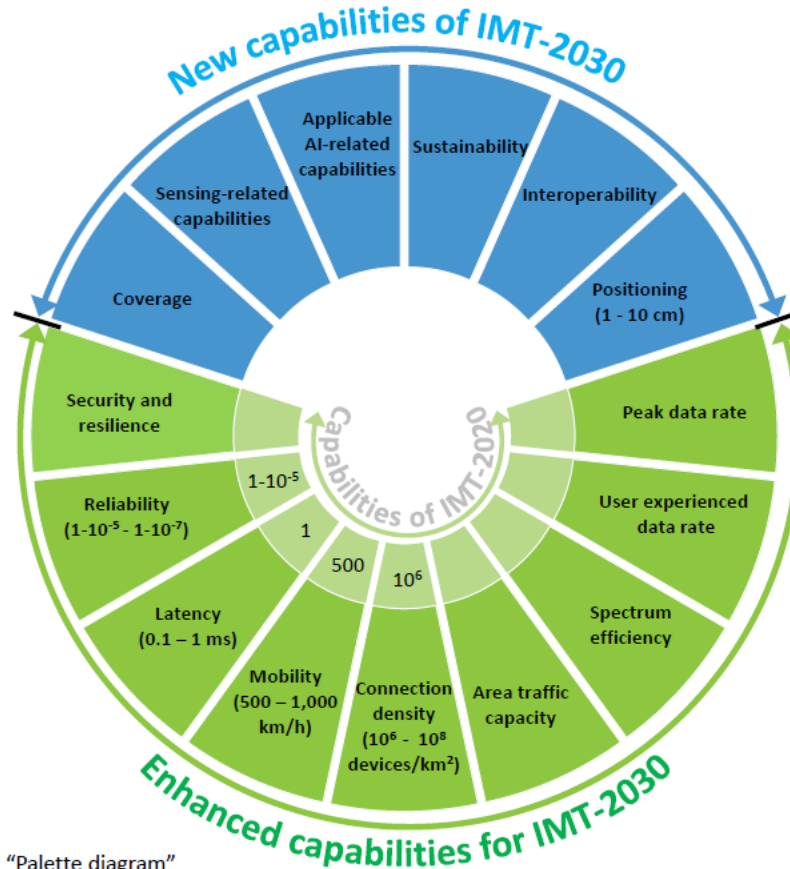 New capabilities of IMT-2030
Applicable
AI-related
capabilities
Sustainability
Sensing-related
capabilities
Interoperability
Coverage
Positioning
(1 - 10 cm)
Security and
resilience
Peak data rate
Capabilities of IMT-2020
Reliability
(1-10⁻⁵ - 1-10⁻⁷)
1-10⁻⁵
User experienced
data rate
Latency
(0.1 – 1 ms)
1
Spectrum
efficiency
Mobility
(500 – 1,000
km/h)
500
Connection
density
(10⁶ - 10⁸
devices/km²)
10⁶
Area traffic
capacity
Enhanced capabilities for IMT-2030
“Palette diagram”